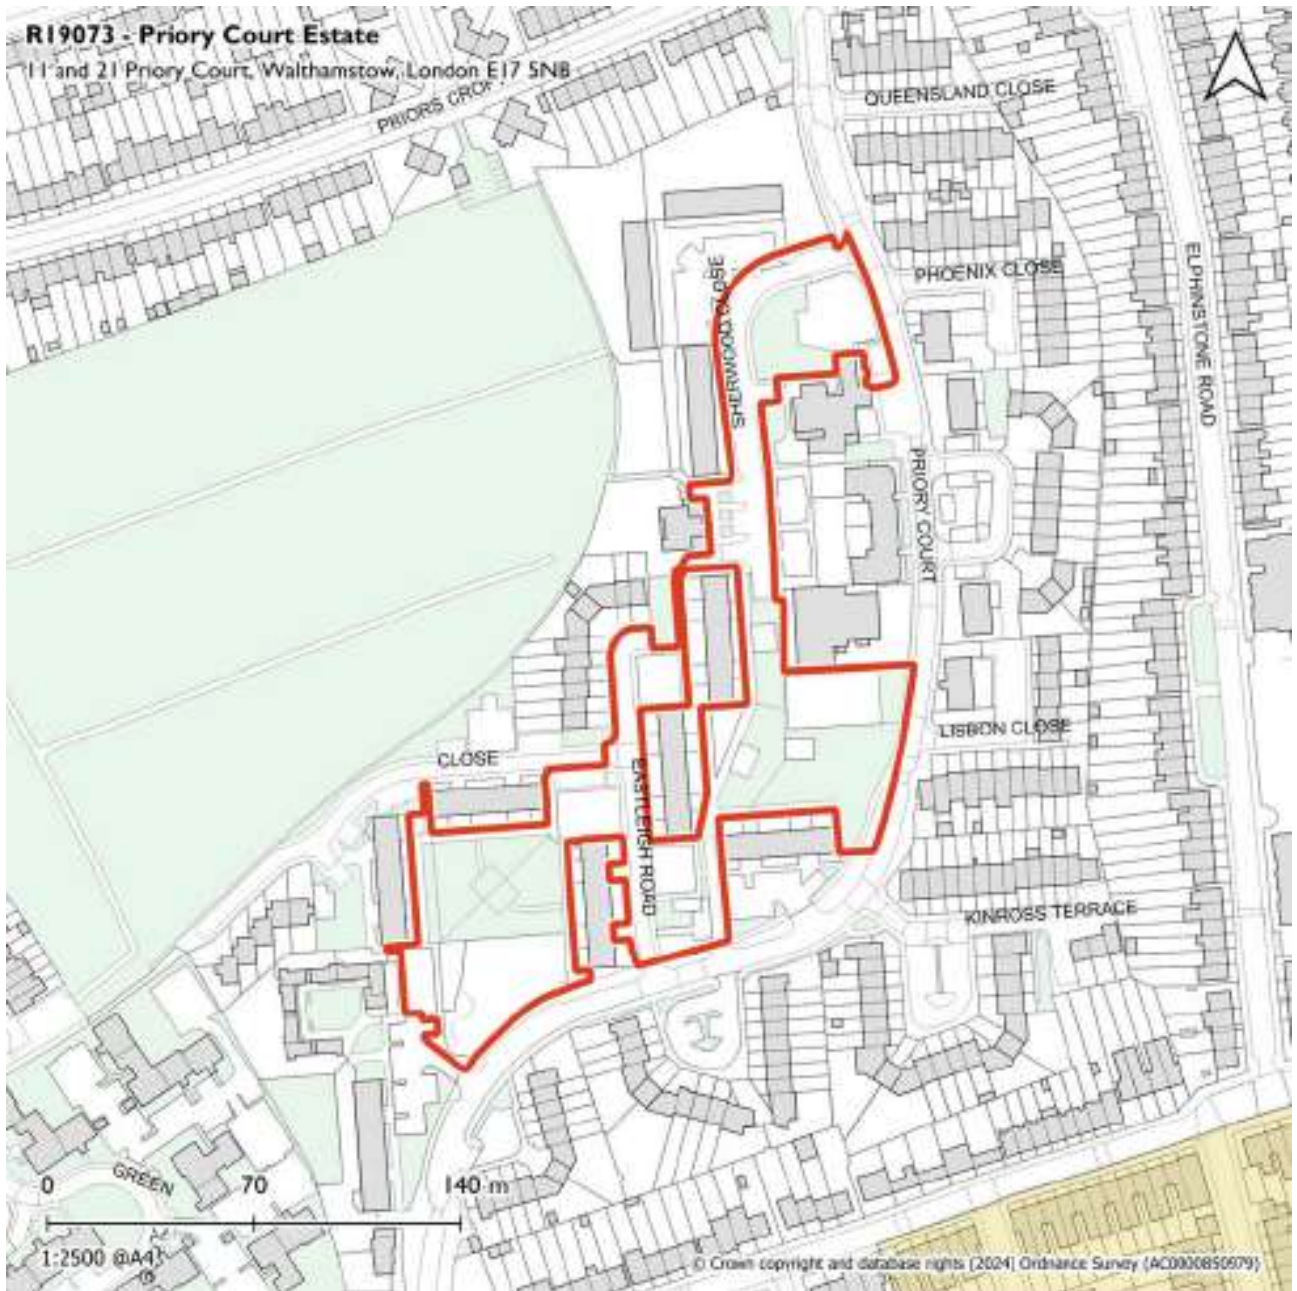 R19073 - Priory Court Estate
11 and 21 Priory Court, Walthamstow, London E17 5NB
PRIORS CROFT
QUEENSLAND CLOSE
PHOENIX CLOSE
ELPHINSTONE ROAD
SHERWOOD CLOSE
PRIORY COURT
LISBON CLOSE
CLOSE
EASTLEIGH ROAD
KINROSS TERRACE
GREEN
0 70 140 m
1:2500 @A4
© Crown copyright and database rights [2024] Ordnance Survey (AC0000850979)